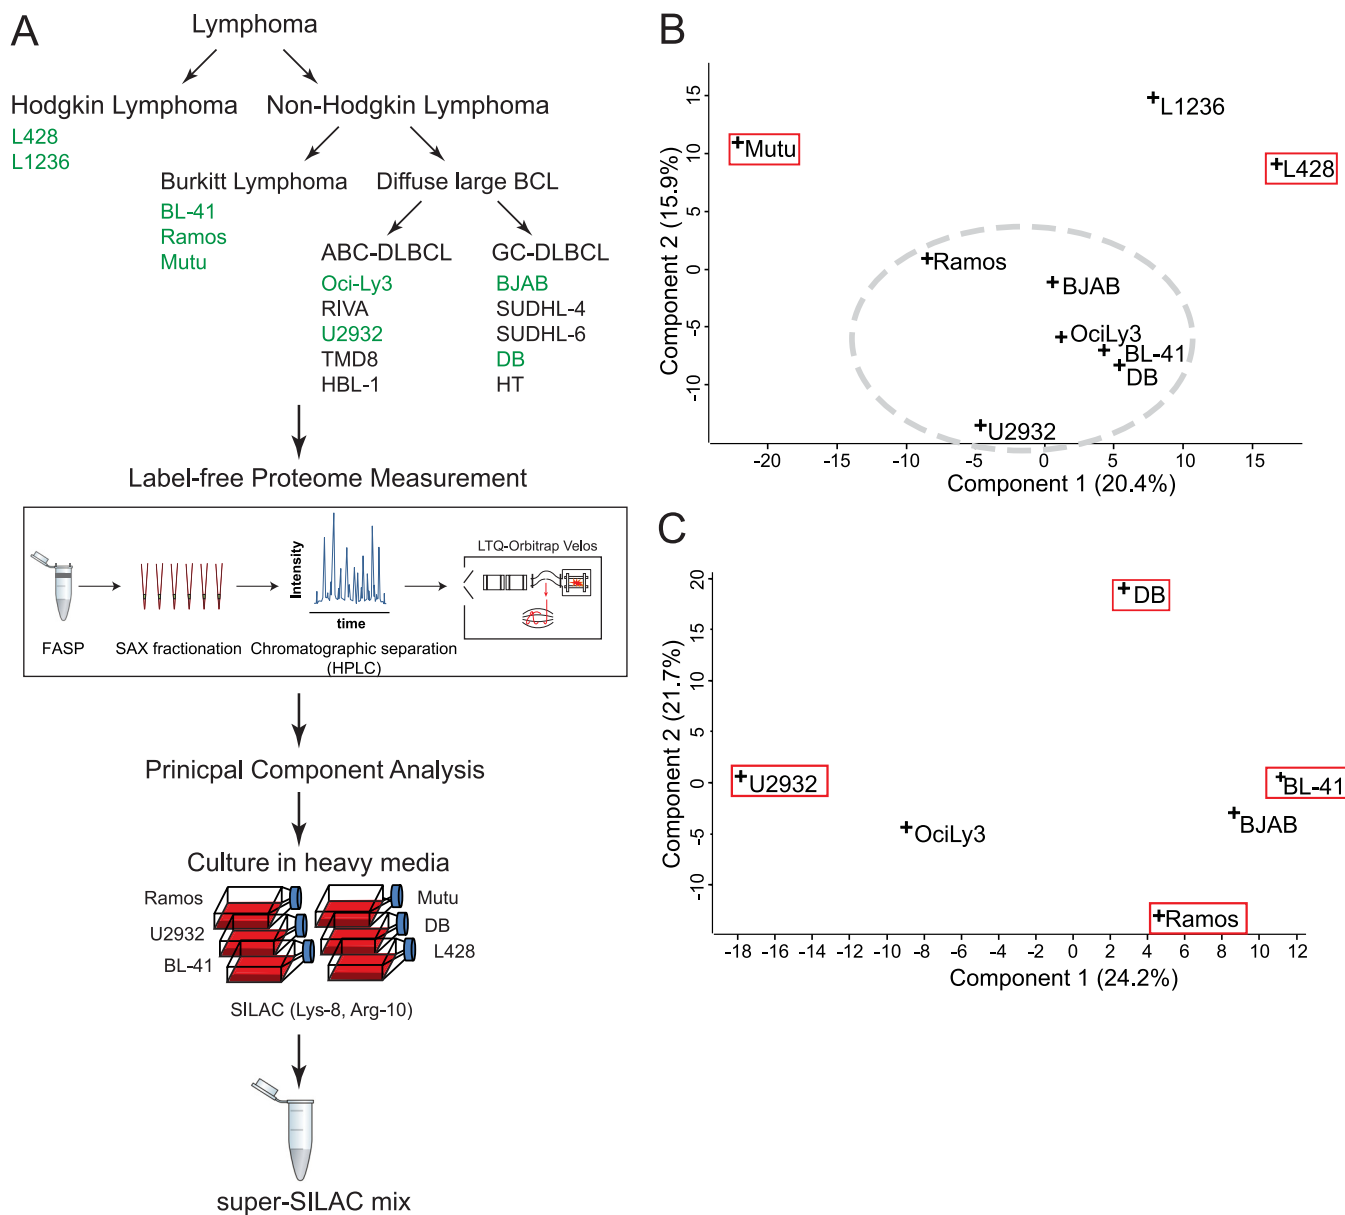 A
Lymphoma
Hodgkin Lymphoma
Non-Hodgkin Lymphoma
L428
L1236
Burkitt Lymphoma
Diffuse large BCL
BL-41
Ramos
Mutu
ABC-DLBCL
GC-DLBCL
Oci-Ly3
BJAB
RIVA
SUDHL-4
U2932
SUDHL-6
TMD8
DB
HBL-1
HT
Label-free Proteome Measurement
LTQ-Orbitrap Velos
Intensity
time
FASP
SAX fractionation
Chromatographic separation
(HPLC)
Prinicpal Component Analysis
Culture in heavy media
Ramos
Mutu
U2932
DB
BL-41
L428
SILAC (Lys-8, Arg-10)
super-SILAC mix
B
Component 2 (15.9%)
15
10
5
0
-5
-10
L1236
Mutu
L428
Ramos
BJAB
OciLy3
BL-41
DB
U2932
-20 -15 -10 -5 0 5 10 15
Component 1 (20.4%)
C
Component 2 (21.7%)
20
15
10
5
0
-5
-10
DB
U2932
BL-41
OciLy3
BJAB
Ramos
-18 -16 -14 -12 -10 -8 -6 -4 -2 0 2 4 6 8 10 12
Component 1 (24.2%)